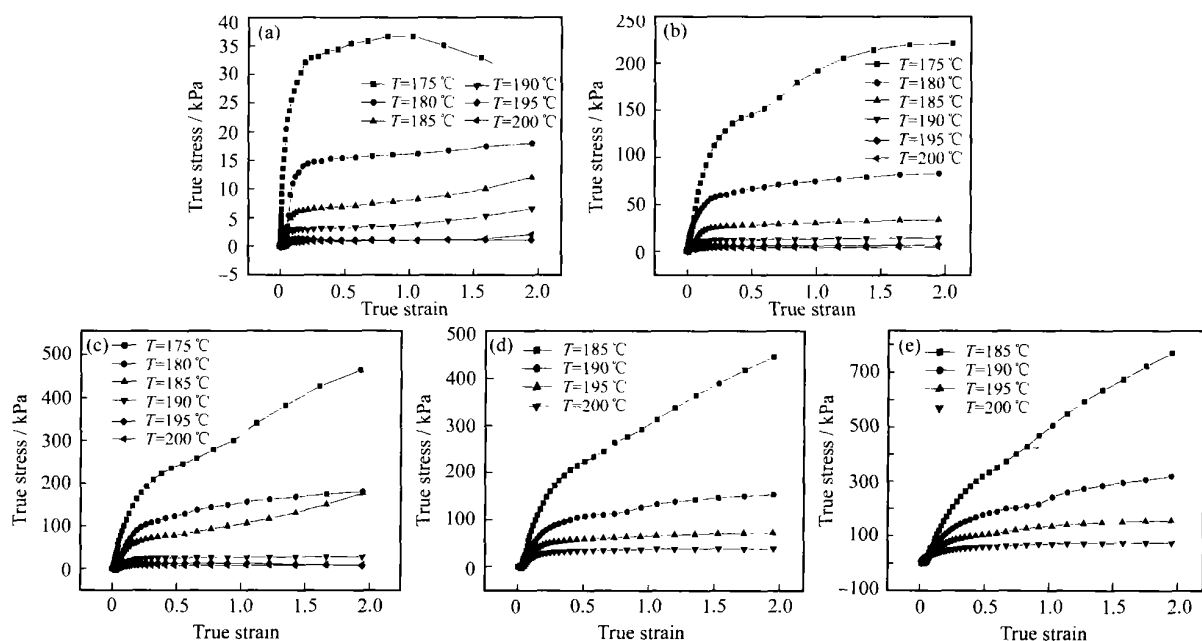 (a)
True stress / kPa
40
35
30
25
20
15
10
5
0
−5
T=175 ℃
T=180 ℃
T=185 ℃
T=190 ℃
T=195 ℃
T=200 ℃
0 0.5 1.0 1.5 2.0
True strain
(b)
True stress / kPa
250
200
150
100
50
0
T=175 ℃
T=180 ℃
T=185 ℃
T=190 ℃
T=195 ℃
T=200 ℃
0 0.5 1.0 1.5 2.0
True strain
(c)
True stress / kPa
500
400
300
200
100
0
T=175 ℃
T=180 ℃
T=185 ℃
T=190 ℃
T=195 ℃
T=200 ℃
0 0.5 1.0 1.5 2.0
True strain
(d)
True stress / kPa
500
400
300
200
100
0
T=185 ℃
T=190 ℃
T=195 ℃
T=200 ℃
0 0.5 1.0 1.5 2.0
True strain
(e)
True stress / kPa
700
500
300
100
−100
T=185 ℃
T=190 ℃
T=195 ℃
T=200 ℃
0 0.5 1.0 1.5 2.0
True strain